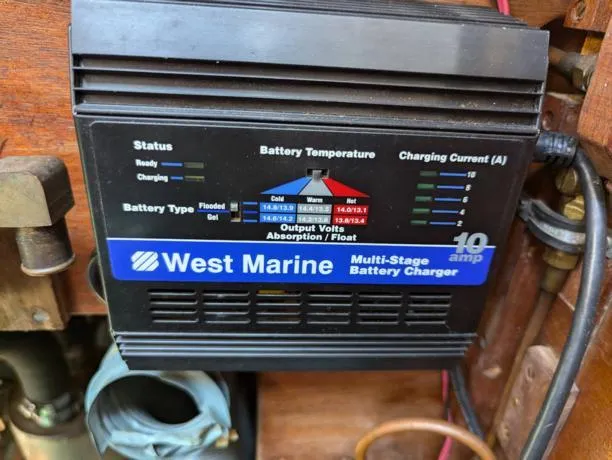 Status
Ready
Charging
Battery Temperature
Charging Current (A)
10
8
6
4
2
Battery Type
Flooded
Gel
Cold Warm Hot
14.8/13.9 14.4/13.5 14.0/13.1
14.6/14.2 14.2/13.8 13.8/13.4
Output Volts
Absorption / Float
West Marine
Multi-Stage
Battery Charger
10
amp